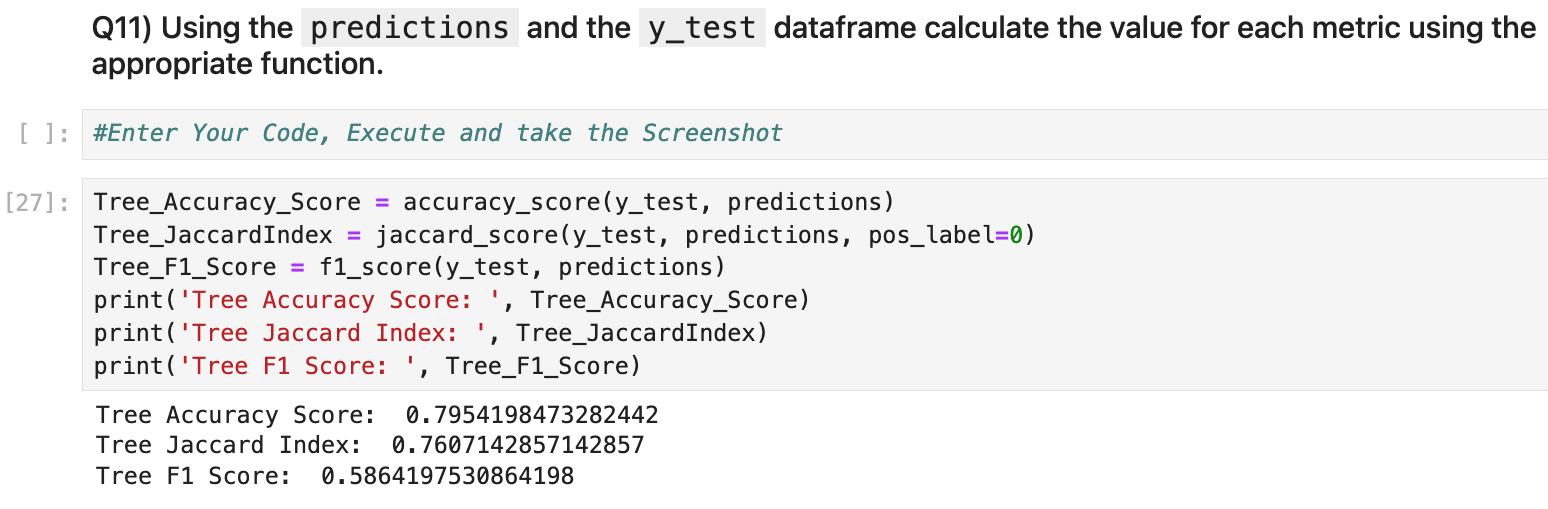 Q11) Using the predictions and the y_test dataframe calculate the value for each metric using the
appropriate function.
[ ]: #Enter Your Code, Execute and take the Screenshot
[27]: Tree_Accuracy_Score = accuracy_score(y_test, predictions)
Tree_JaccardIndex = jaccard_score(y_test, predictions, pos_label=0)
Tree_F1_Score = f1_score(y_test, predictions)
print('Tree Accuracy Score: ', Tree_Accuracy_Score)
print('Tree Jaccard Index: ', Tree_JaccardIndex)
print('Tree F1 Score: ', Tree_F1_Score)
Tree Accuracy Score:  0.7954198473282442
Tree Jaccard Index:  0.7607142857142857
Tree F1 Score:  0.5864197530864198